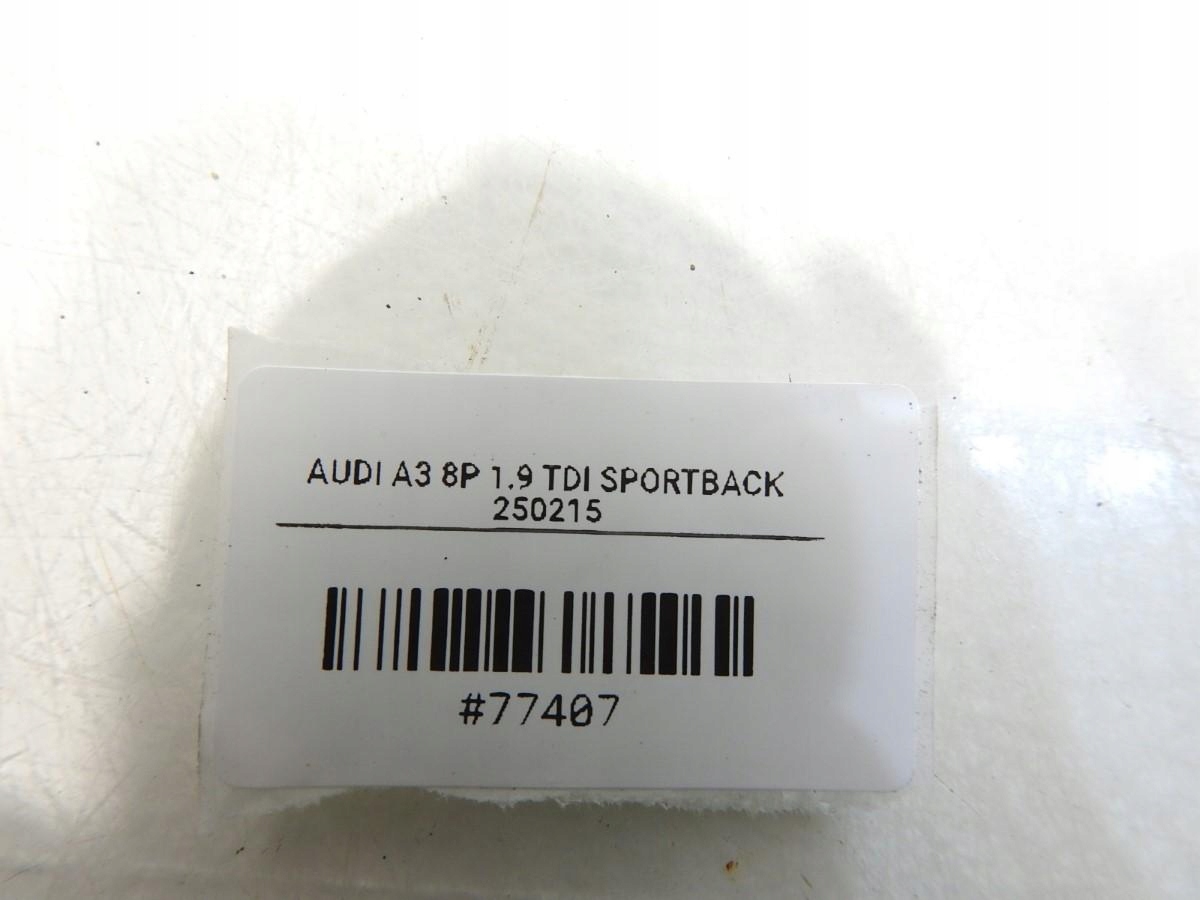 AUDI A3 8P 1.9 TDI SPORTBACK
250215
#77407